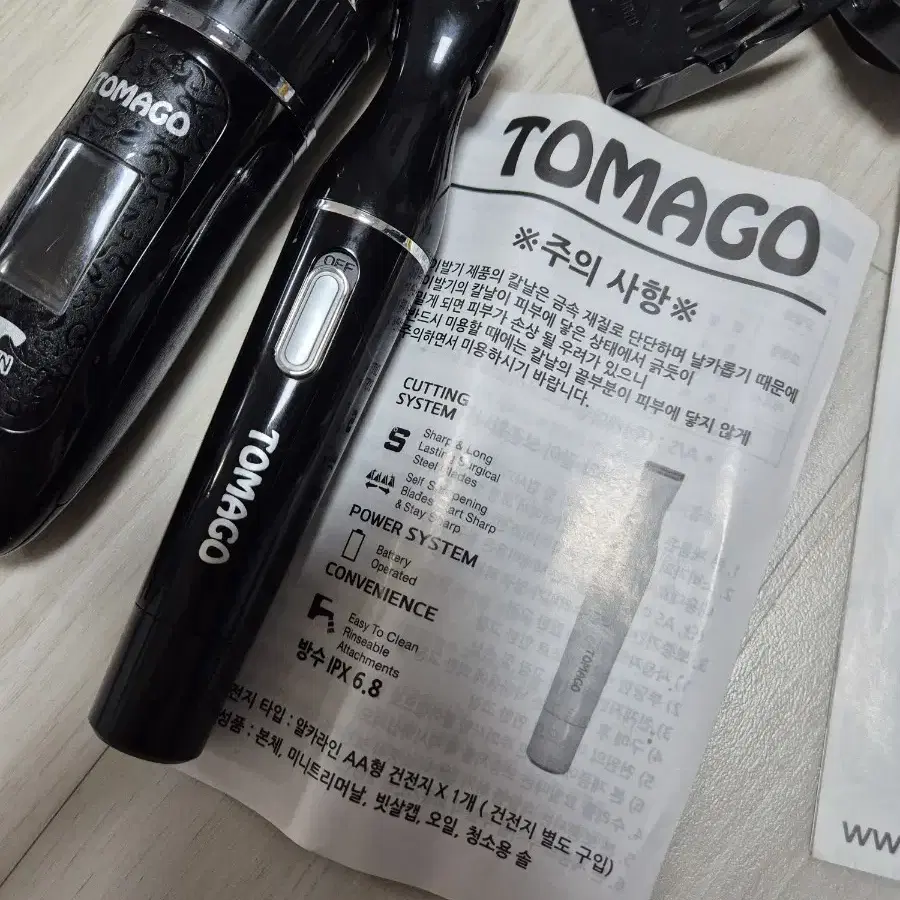 TOMAGO
OFF
TOMAGO
TOMAGO
※주의 사항※
이발기 제품의 칼날은 금속 재질로 단단하며 날카롭기 때문에
이발기의 칼날이 피부에 닿은 상태에서 긁듯이
되면 피부가 손상 될 우려가 있으니
반드시 미용할 때에는 칼날의 끝부분이 피부에 닿지 않게
주의하면서 미용하시기 바랍니다.
CUTTING
SYSTEM
Sharp & Long
Lasting Surgical
Steel Blades
Self Sharpening
Blades Start Sharp
& Stay Sharp
POWER SYSTEM
Battery
Operated
CONVENIENCE
Easy To Clean
Rinseable
Attachments
방수 IPX 6.8
건전지 타입 : 알카라인 AA형 건전지 X 1개 ( 건전지 별도 구입)
구성품 : 본체, 미니트리머날, 빗살캡, 오일, 청소용 솔
TOMAGO
ww